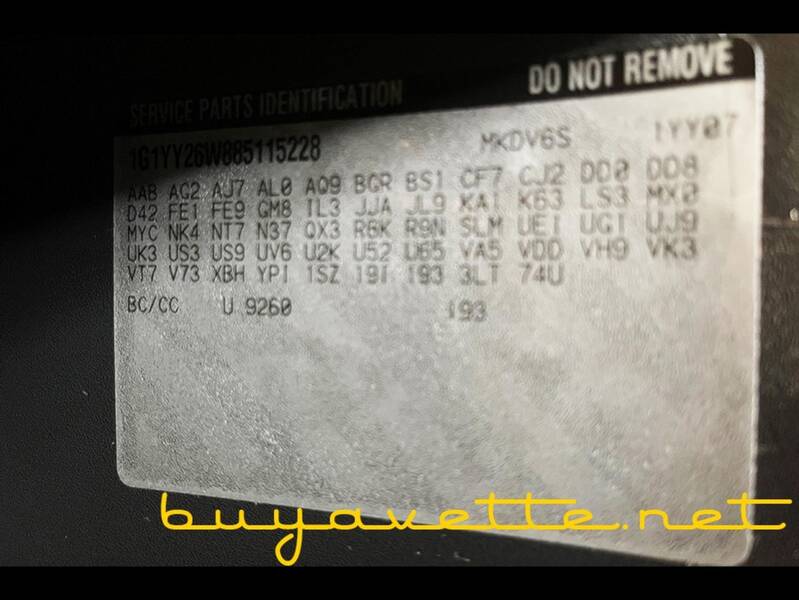 SERVICE PARTS IDENTIFICATION DO NOT REMOVE
1G1YY26W885115228 MKDV6S 1YY07
AAB AG2 AJ7 AL0 AQ9 BGR BS1 CF7 CJ2 DD0 DD8
D42 FE1 FE9 GM8 IL3 JJA JL9 KA1 K63 LS3 MX0
MYC NK4 NT7 N37 QX3 R6K R9N SLM UE1 UG1 UJ9
UK3 US3 US9 UV6 U2K U52 U65 VA5 VDD VH9 VK3
VT7 V73 XBH YP1 1SZ 19I 193 3LT 74U
BC/CC U 9260 193
buyavette.net